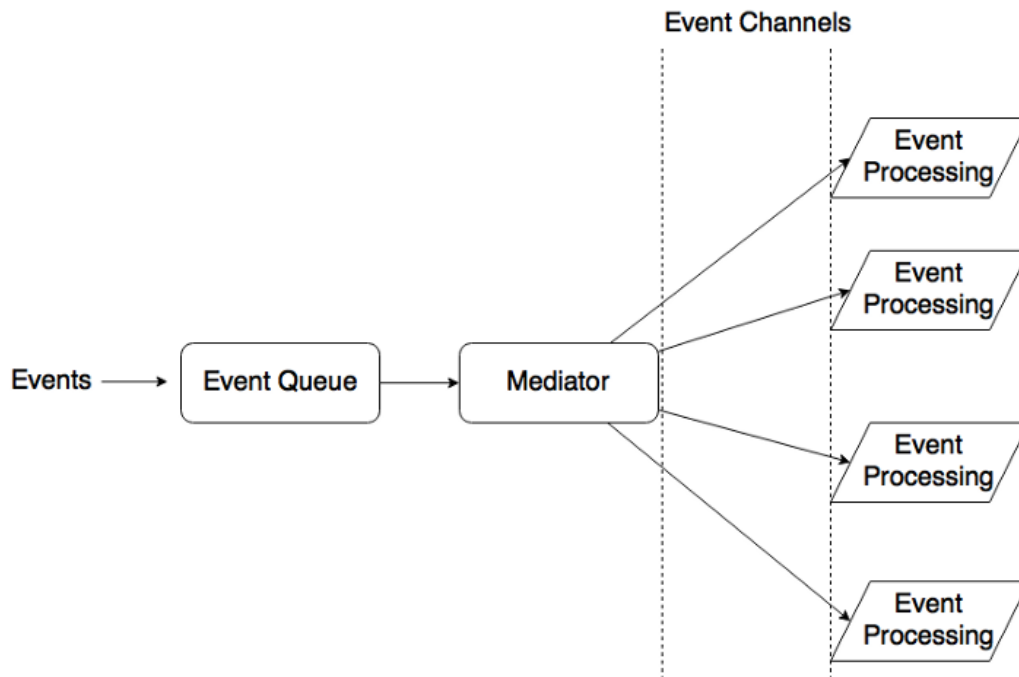 Event Channels
Event
Processing
Event
Processing
Events
Event Queue
Mediator
Event
Processing
Event
Processing